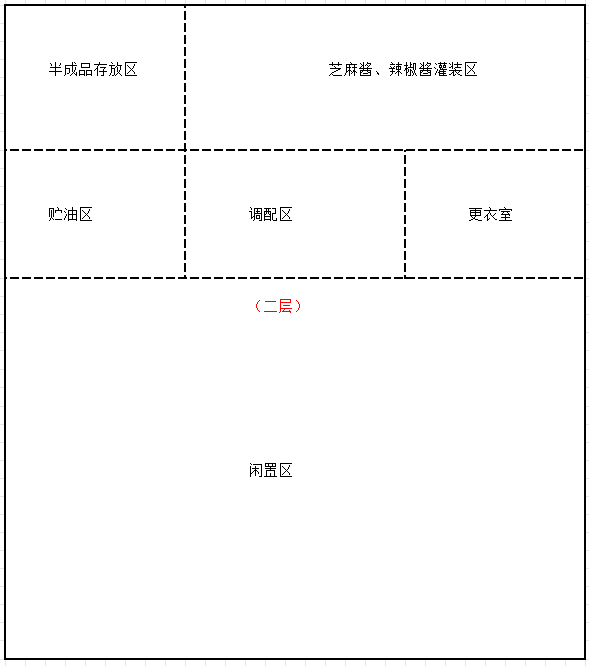 半成品存放区
芝麻酱、辣椒酱灌装区
贮油区
调配区
更衣室
（二层）
闲置区